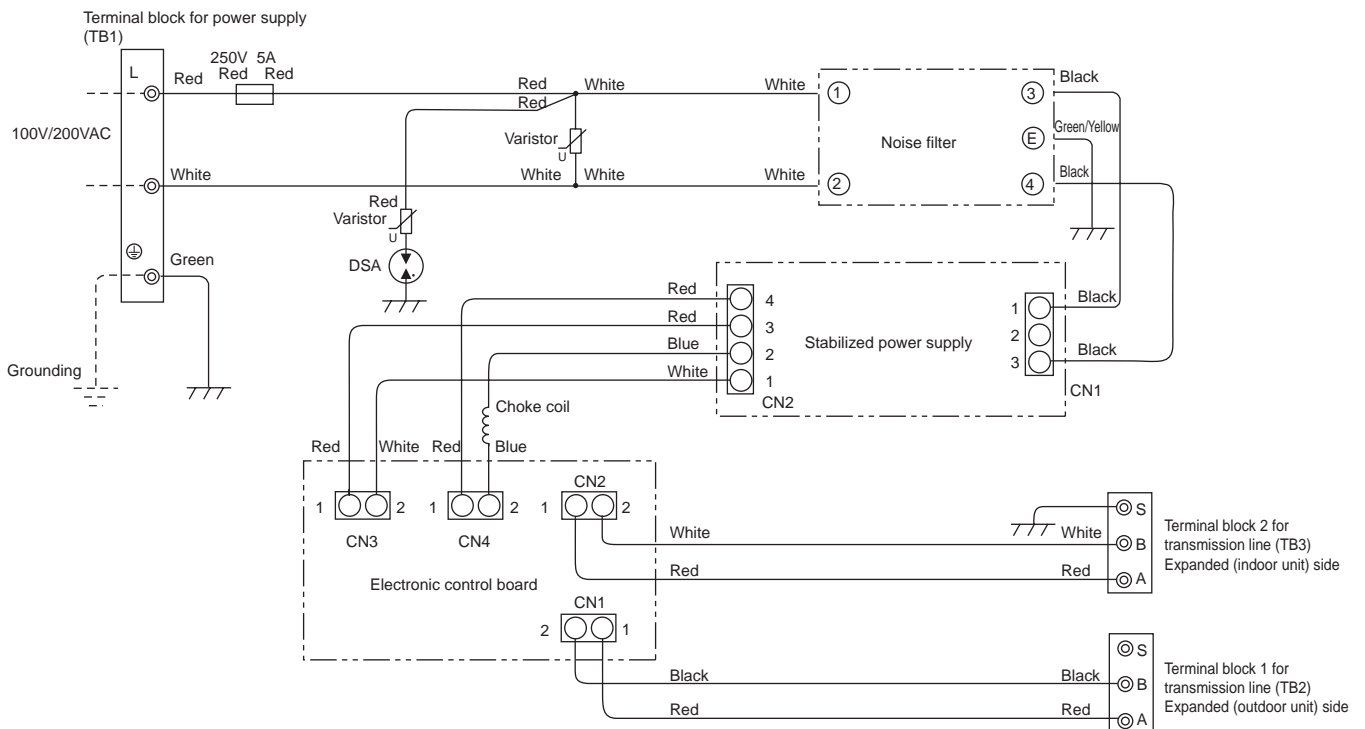 Terminal block for power supply
(TB1)
250V 5A
L
Red
Red Red
Red
White
White
Black
Red
1
3
100V/200VAC
Varistor
U
Noise filter
Green/Yellow
E
White
White
White
White
2
4
Black
Red
Varistor
U
Green
DSA
Red
4
1
Black
Red
3
Stabilized power supply
2
Blue
2
3
Black
White
1
CN2
CN1
Grounding
Choke coil
Red
White
Red
Blue
CN2
1
2
1
2
1
2
CN3
CN4
White
White
Red
Red
S
B
A
Terminal block 2 for
transmission line (TB3)
Expanded (indoor unit) side
Electronic control board
CN1
2
1
Black
Black
Red
Red
S
B
A
Terminal block 1 for
transmission line (TB2)
Expanded (outdoor unit) side